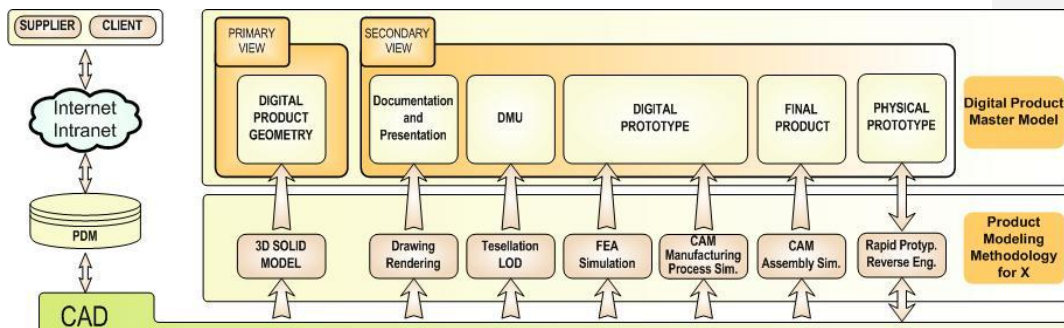 SUPPLIER
CLIENT
Internet
Intranet
PDM
CAD
PRIMARY
VIEW
SECONDARY
VIEW
DIGITAL
PRODUCT
GEOMETRY
Documentation
and
Presentation
DMU
DIGITAL
PROTOTYPE
FINAL
PRODUCT
PHYSICAL
PROTOTYPE
Digital Product
Master Model
3D SOLID
MODEL
Drawing
Rendering
Tesellation
LOD
FEA
Simulation
CAM
Manufacturing
Process Sim.
CAM
Assembly Sim.
Rapid Protyp.
Reverse Eng.
Product
Modeling
Methodology
for X